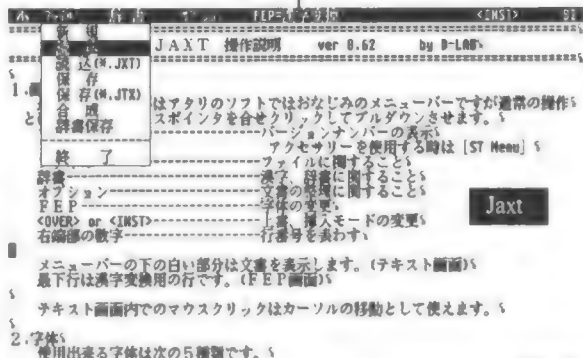 FEP= <INST>
新規
読込
読込(*.JXT)
保存
保存(*.JTX)
合成
辞書保存
終了
JAXT 操作説明 ver 0.62 by D-LAB
はアタリのソフトではおなじみのメニューバーですが通常の操作
スポインタを合せクリックしてプルダウンさせます。
バージョンナンバーの表示
アクセサリーを使用する時は [ST Menu]
ファイルに関すること
辞書 漢字、辞書に関すること
オプション 文書の整理に関すること
FEP 字体の変更
<OVER> or <INST> 上書、挿入モードの変更
右端部の数字 行番号を表わす
Jaxt
メニューバーの下の白い部分は文書を表示します。(テキスト画面)
最下行は漢字変換用の行です。(FEP画面)
テキスト画面内でのマウスクリックはカーソルの移動として使えます。
2.字体
使用出来る字体は次の5種類です。